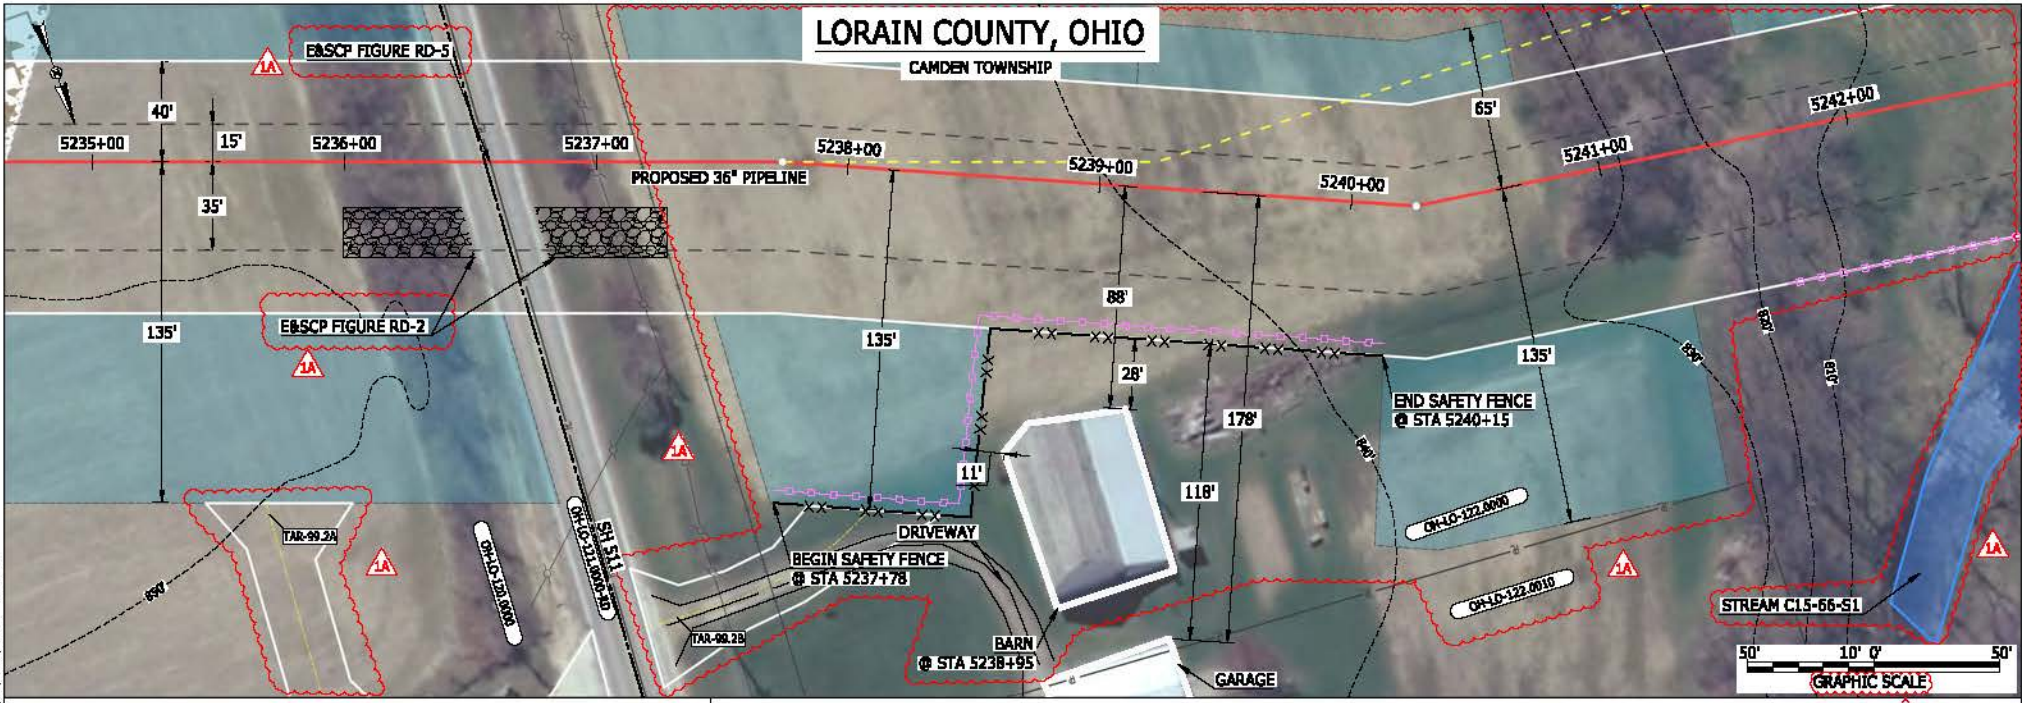 LORAIN COUNTY, OHIO
CAMDEN TOWNSHIP
E&SCP FIGURE RD-5
1A
40'
15'
65'
5235+00
5236+00
5237+00
5238+00
5239+00
5240+00
5241+00
5242+00
PROPOSED 36" PIPELINE
35'
88'
135'
E&SCP FIGURE RD-2
135'
28'
135'
1A
178'
END SAFETY FENCE
@ STA 5240+15
820'
830'
810'
840'
1A
11'
118'
OH-LO-122.0000
DRIVEWAY
TAR-99.2A
1A
OH-LO-120.0000
OH-LO-121.0000-RD
SH 511
BEGIN SAFETY FENCE
@ STA 5237+78
1A
1A
OH-LO-122.0010
890'
STREAM C15-66-S1
TAR-99.2B
BARN
@ STA 5238+95
GARAGE
50' 10' 0' 50'
GRAPHIC SCALE